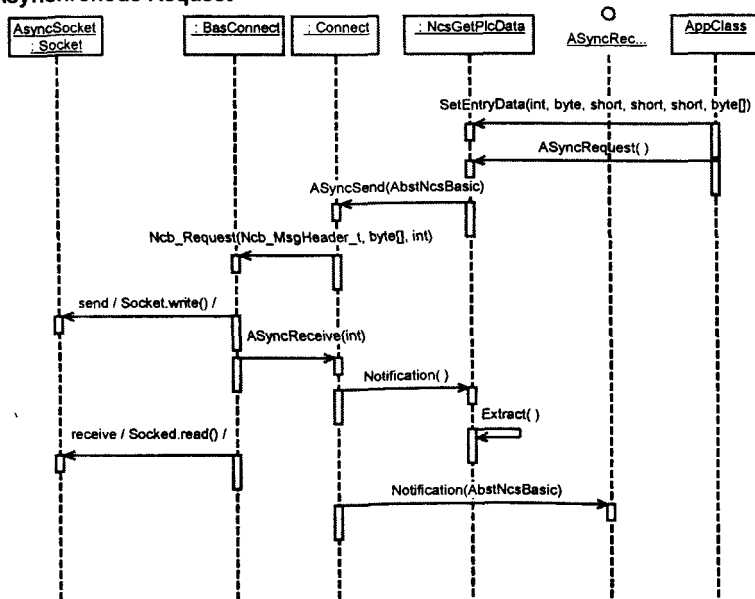 Asynchronous Request
AsyncSocket
: Socket
: BasConnect
: Connect
: NcsGetPlcData
ASyncRec...
AppClass
SetEntryData(int, byte, short, short, short, byte[])
ASyncRequest( )
ASyncSend(AbstNcsBasic)
Ncb_Request(Ncb_MsgHeader_t, byte[], int)
send / Socket.write() /
ASyncReceive(int)
Notification( )
Extract( )
receive / Socked.read() /
Notification(AbstNcsBasic)